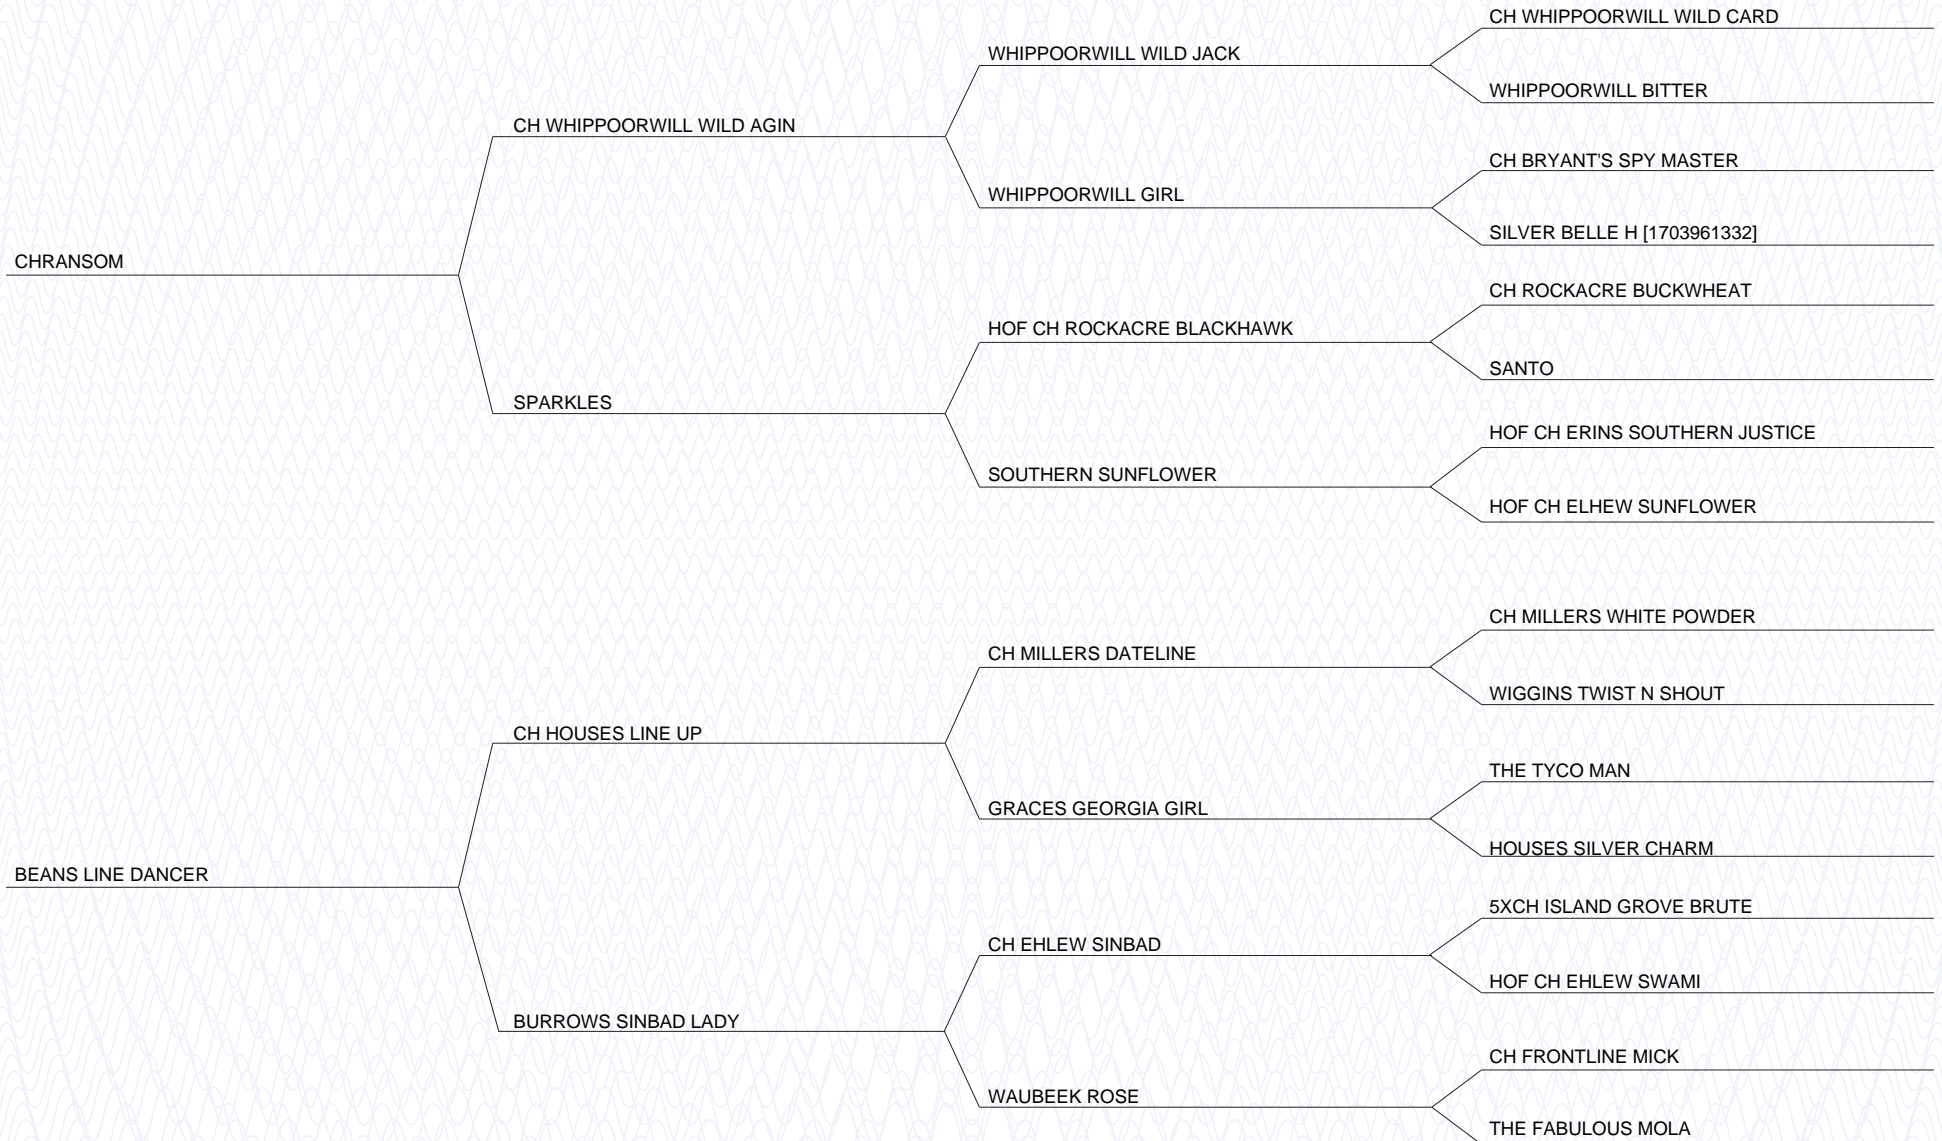 CH WHIPPOORWILL WILD CARD
WHIPPOORWILL WILD JACK
WHIPPOORWILL BITTER
CH WHIPPOORWILL WILD AGIN
CH BRYANT'S SPY MASTER
WHIPPOORWILL GIRL
SILVER BELLE H [1703961332]
CHRANSOM
CH ROCKACRE BUCKWHEAT
HOF CH ROCKACRE BLACKHAWK
SANTO
SPARKLES
HOF CH ERINS SOUTHERN JUSTICE
SOUTHERN SUNFLOWER
HOF CH ELHEW SUNFLOWER
CH MILLERS WHITE POWDER
CH MILLERS DATELINE
WIGGINS TWIST N SHOUT
CH HOUSES LINE UP
THE TYCO MAN
GRACES GEORGIA GIRL
HOUSES SILVER CHARM
BEANS LINE DANCER
5XCH ISLAND GROVE BRUTE
CH EHLEW SINBAD
HOF CH EHLEW SWAMI
BURROWS SINBAD LADY
CH FRONTLINE MICK
WAUBEEK ROSE
THE FABULOUS MOLA